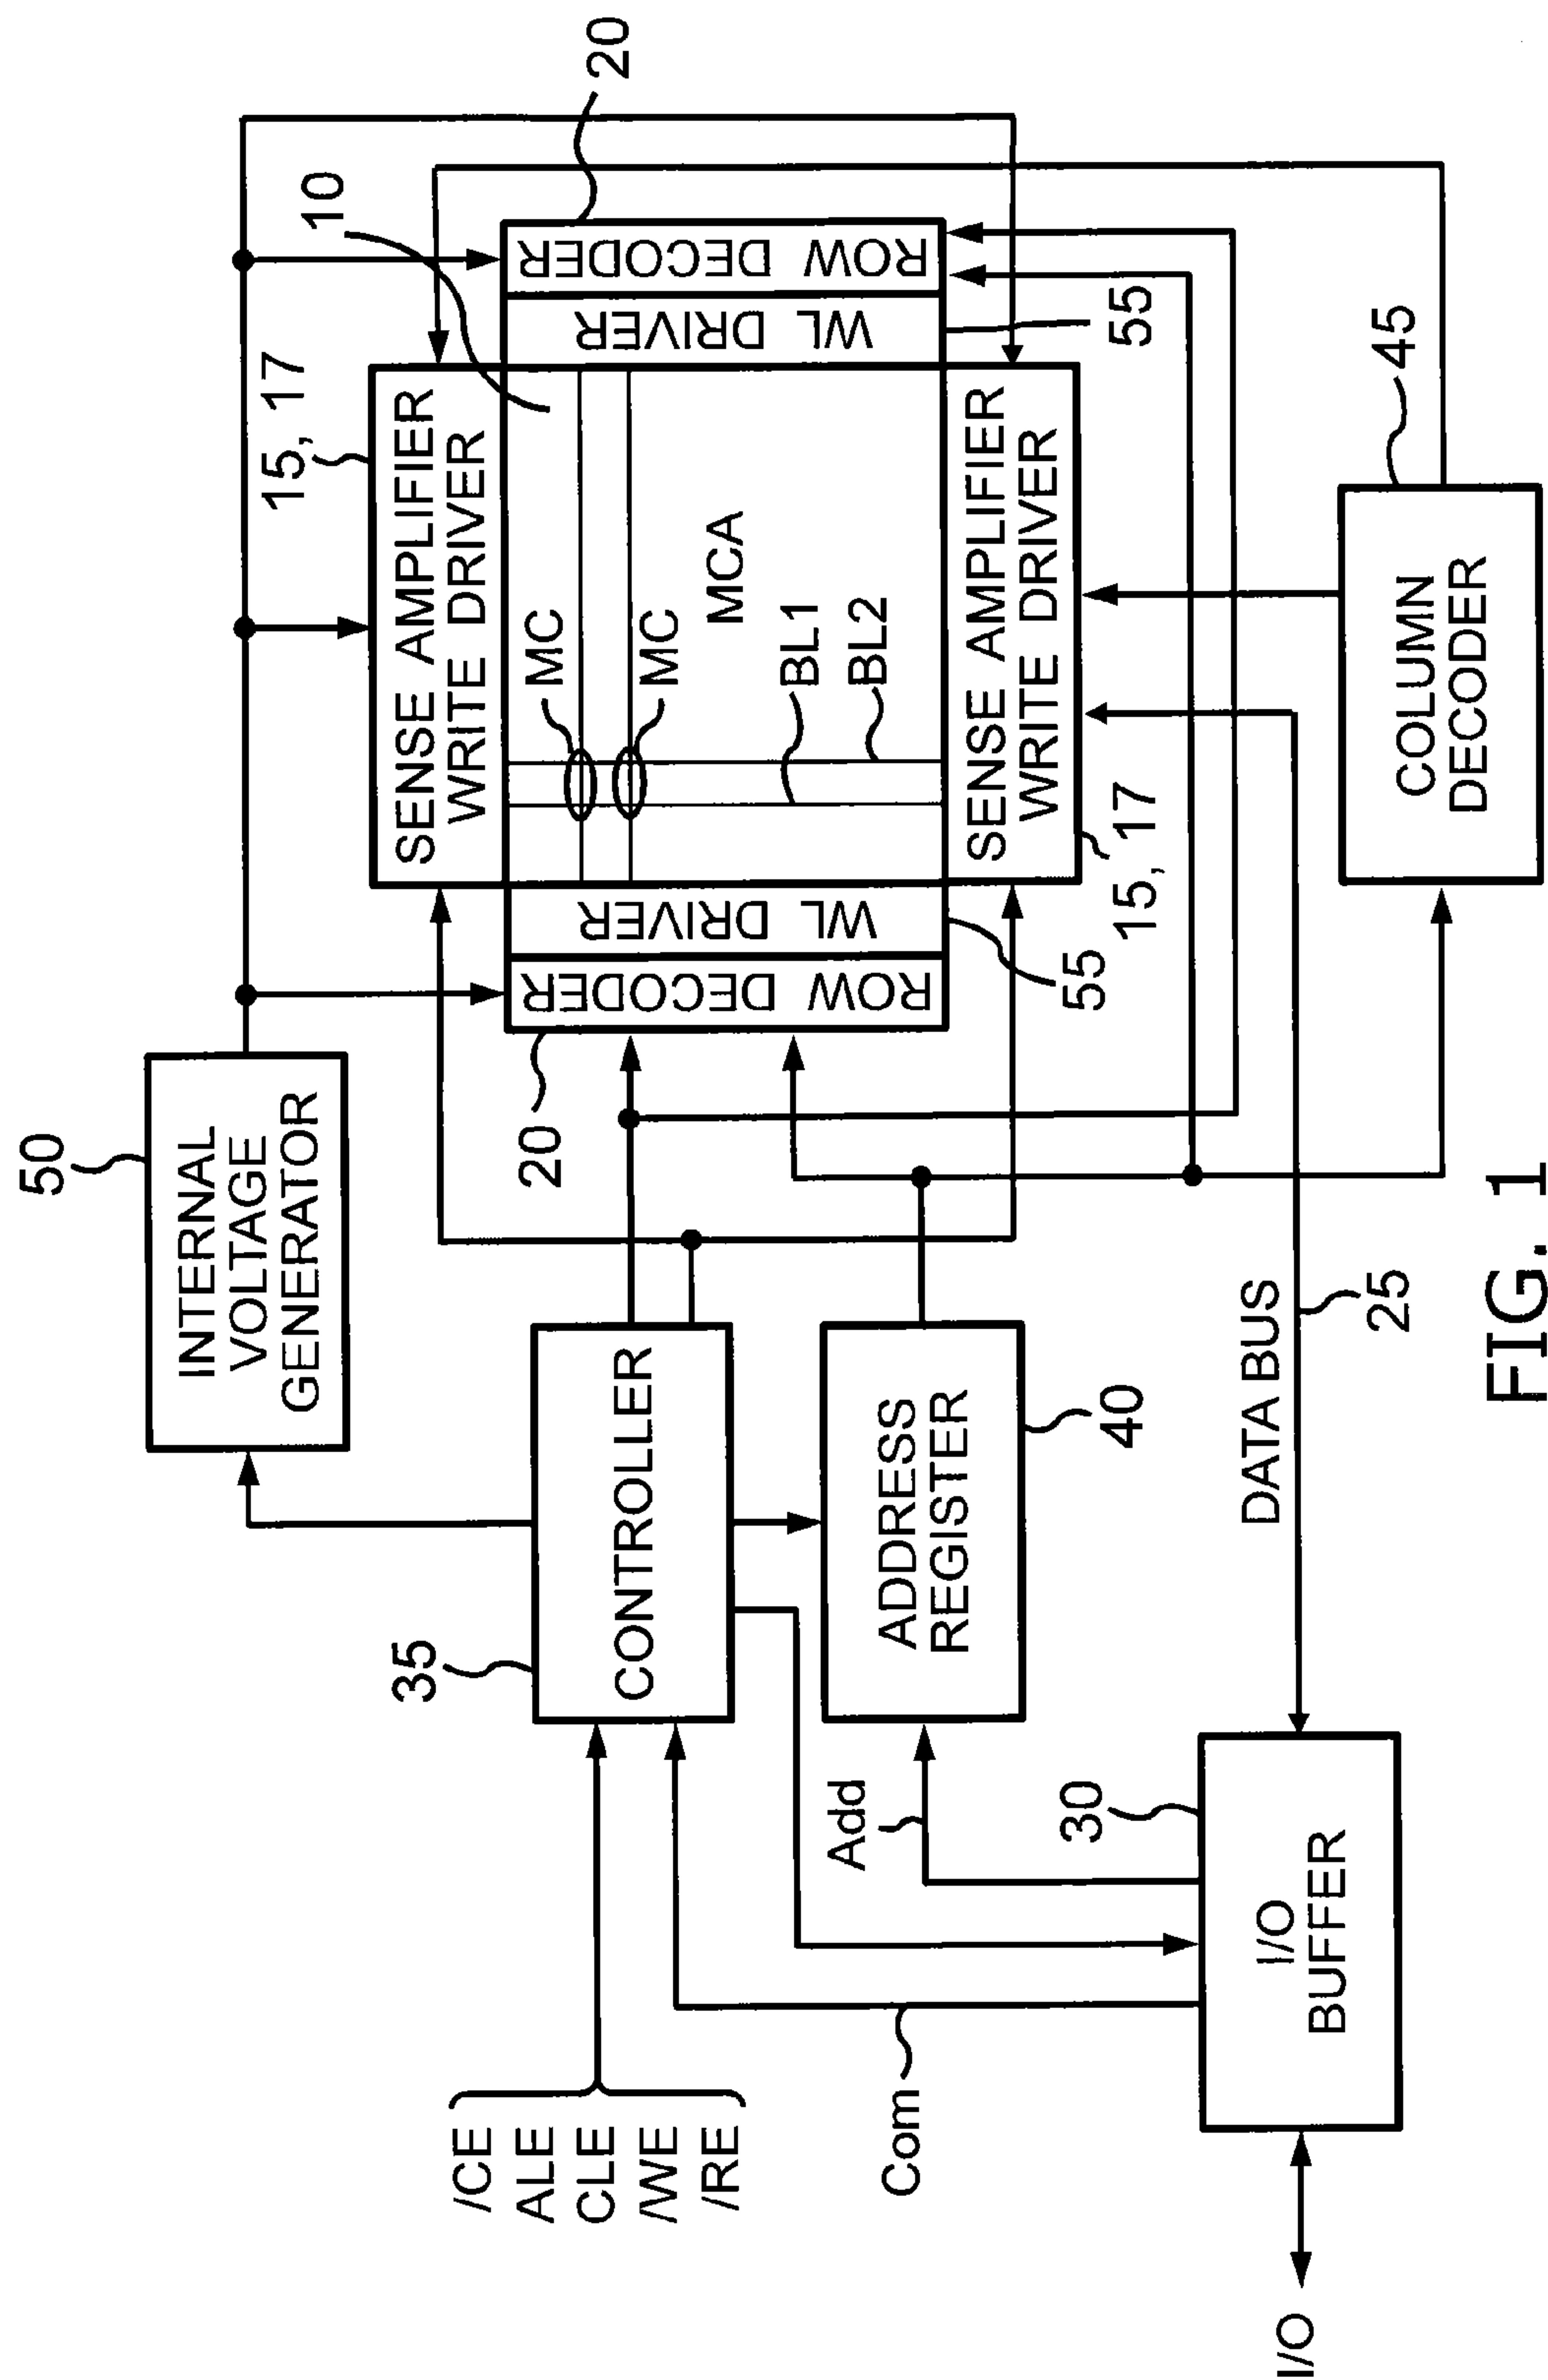 50
INTERNAL
VOLTAGE
GENERATOR
15, 17
10
20
SENSE AMPLIFIER
WRITE DRIVER
35
CONTROLLER
/CE
ALE
CLE
/WE
/RE
20
ROW DECODER
WL DRIVER
MC
MC
MCA
BL1
BL2
WL DRIVER
ROW DECODER
Add
ADDRESS
REGISTER
40
Com
55
SENSE AMPLIFIER
WRITE DRIVER
15, 17
55
30
I/O
BUFFER
I/O
DATA BUS
25
COLUMN
DECODER
45
FIG. 1